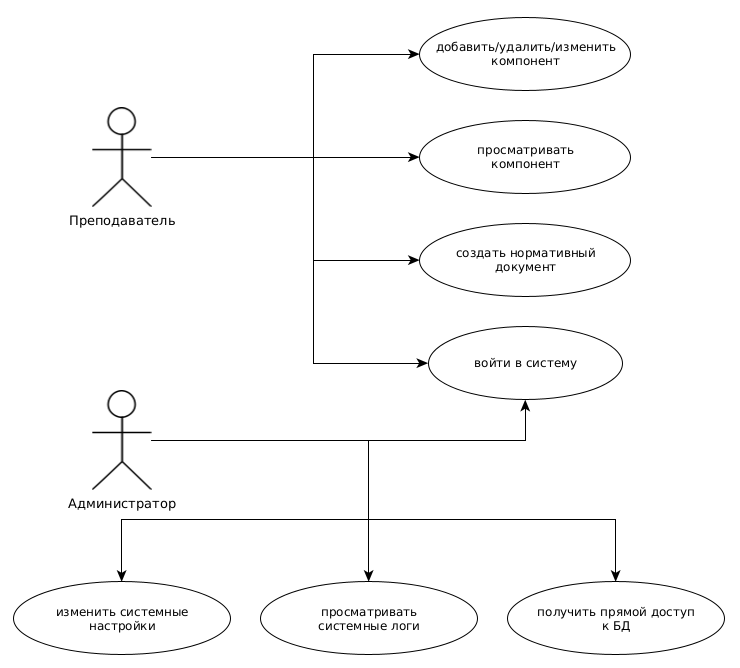 добавить/удалить/изменить
компонент
просматривать
компонент
Преподаватель
создать нормативный
документ
войти в систему
Администратор
изменить системные
настройки
просматривать
системные логи
получить прямой доступ
к БД